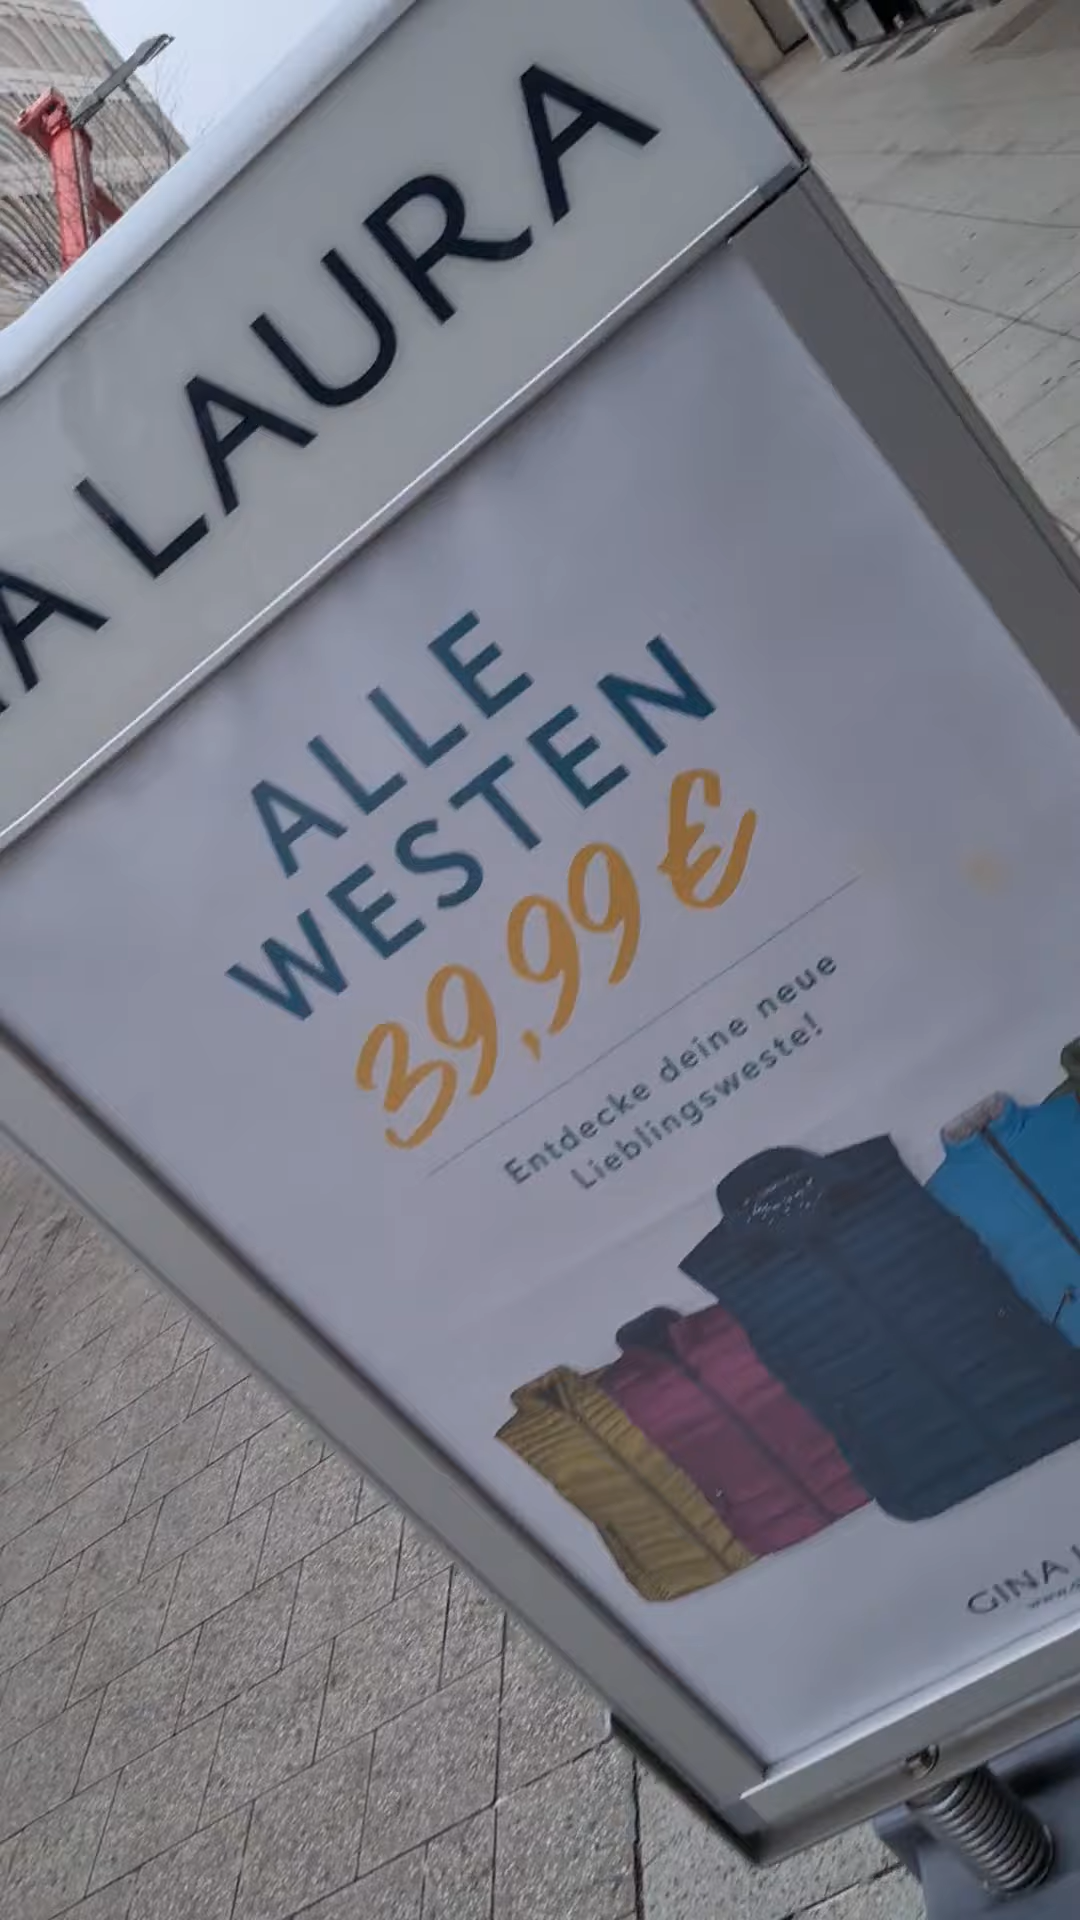 A LAURA
ALLE
WESTEN
39,99 €
Entdecke deine neue
Lieblingsweste!
GINA L